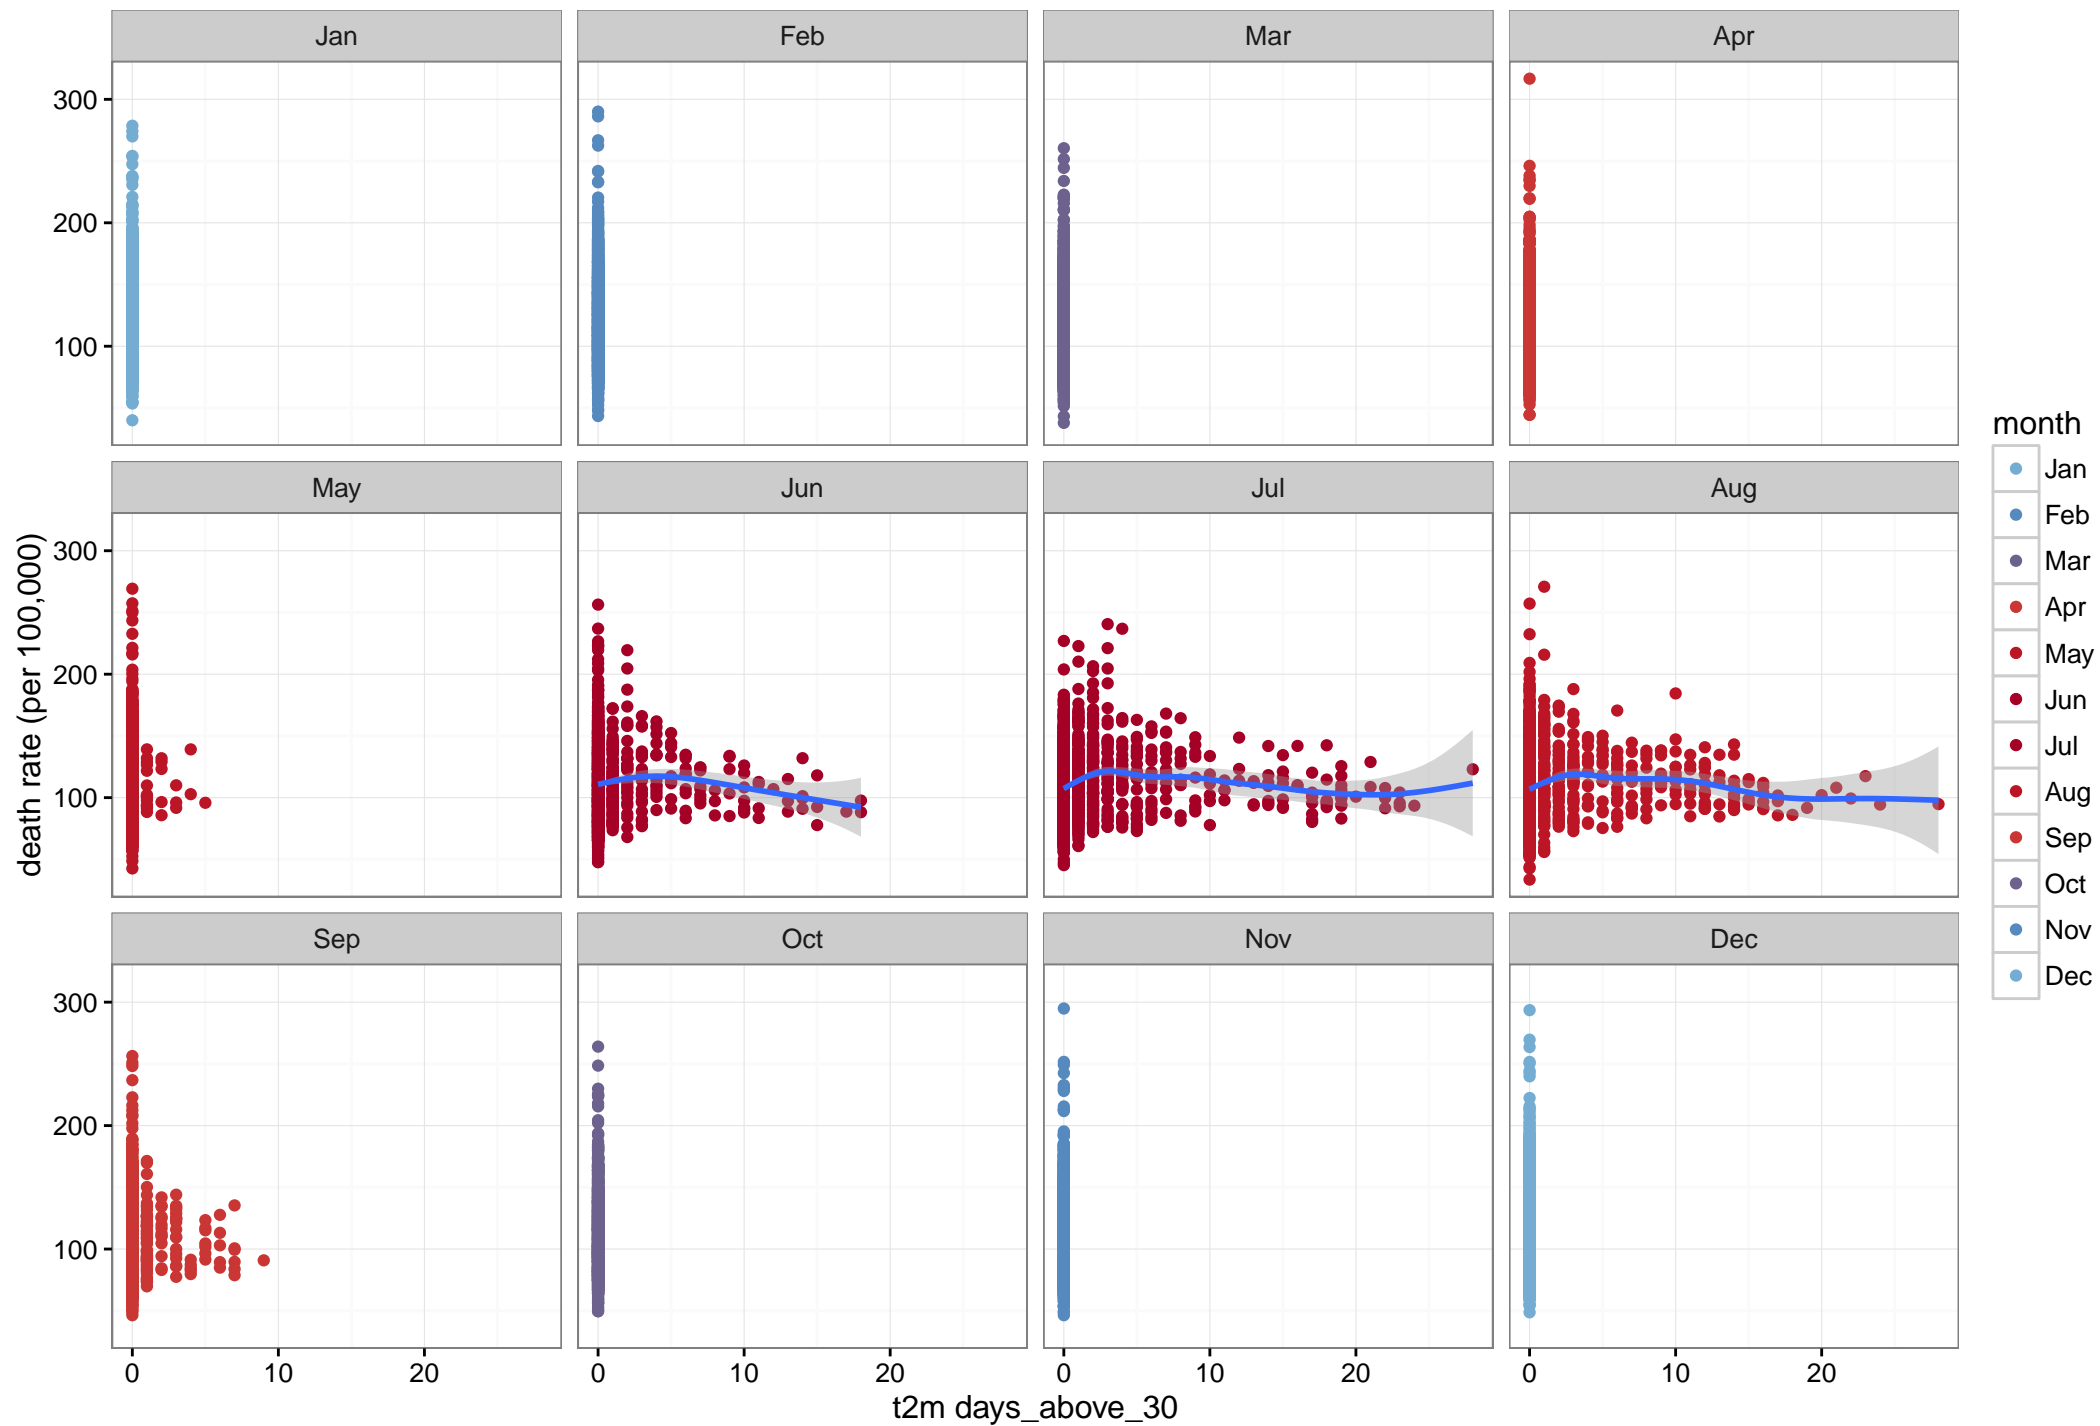 Jan Feb Mar Apr
300
200
100
May Jun Jul Aug
300
200
100
Sep Oct Nov Dec
300
200
100
0 10 20 0 10 20 0 10 20 0 10 20
t2m days_above_30
death rate (per 100,000)
month
Jan
Feb
Mar
Apr
May
Jun
Jul
Aug
Sep
Oct
Nov
Dec